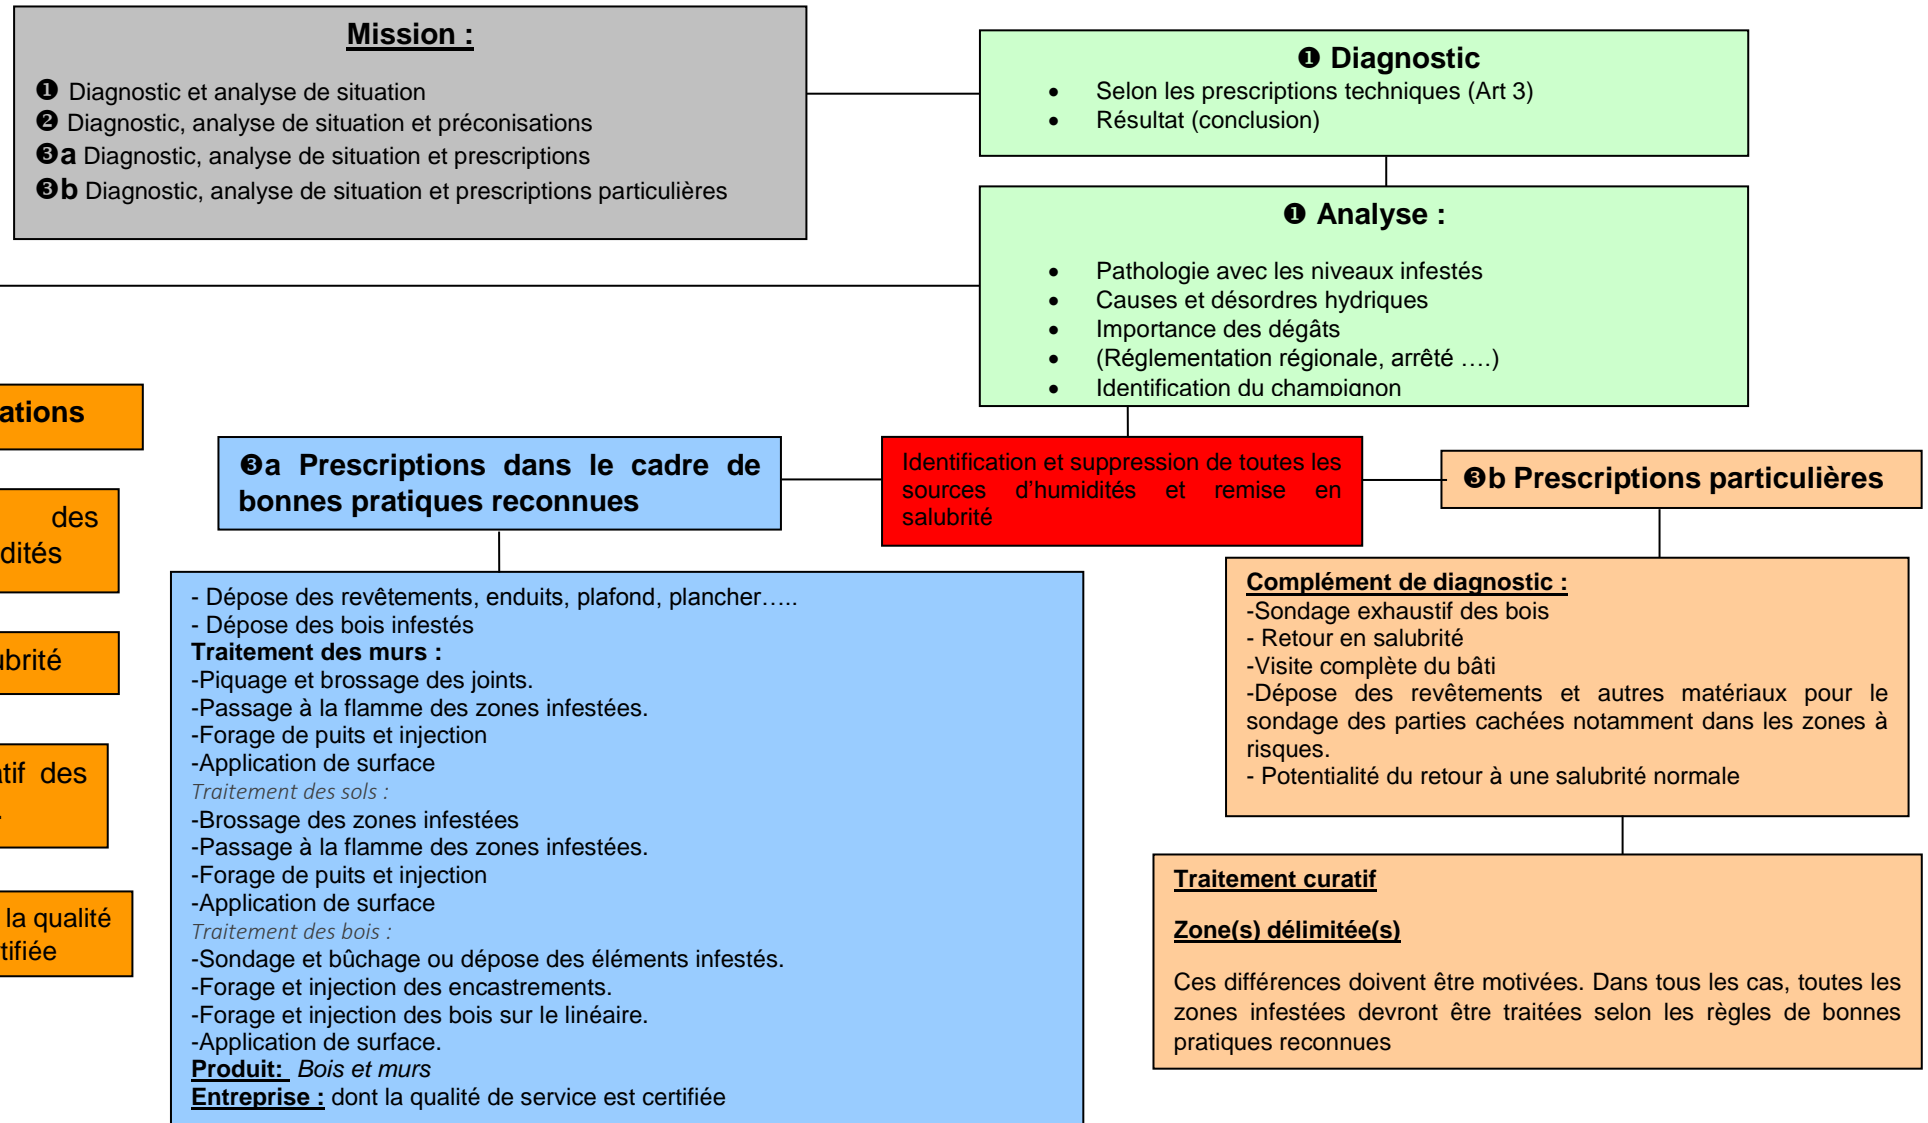 Mission :
❶ Diagnostic et analyse de situation
❷ Diagnostic, analyse de situation et préconisations
❸a Diagnostic, analyse de situation et prescriptions
❸b Diagnostic, analyse de situation et prescriptions particulières
❶ Diagnostic
• Selon les prescriptions techniques (Art 3)
• Résultat (conclusion)
❶ Analyse :
• Pathologie avec les niveaux infestés
• Causes et désordres hydriques
• Importance des dégâts
• (Réglementation régionale, arrêté ….)
• Identification du champignon
ations
des
dités
ubrité
atif des
la qualité
tifiée
❸a Prescriptions dans le cadre de
bonnes pratiques reconnues
Identification et suppression de toutes les
sources d’humidités et remise en
salubrité
❸b Prescriptions particulières
- Dépose des revêtements, enduits, plafond, plancher…..
- Dépose des bois infestés
Traitement des murs :
-Piquage et brossage des joints.
-Passage à la flamme des zones infestées.
-Forage de puits et injection
-Application de surface
Traitement des sols :
-Brossage des zones infestées
-Passage à la flamme des zones infestées.
-Forage de puits et injection
-Application de surface
Traitement des bois :
-Sondage et bûchage ou dépose des éléments infestés.
-Forage et injection des encastrements.
-Forage et injection des bois sur le linéaire.
-Application de surface.
Produit: Bois et murs
Entreprise : dont la qualité de service est certifiée
Complément de diagnostic :
-Sondage exhaustif des bois
- Retour en salubrité
-Visite complète du bâti
-Dépose des revêtements et autres matériaux pour le
sondage des parties cachées notamment dans les zones à
risques.
- Potentialité du retour à une salubrité normale
Traitement curatif
Zone(s) délimitée(s)
Ces différences doivent être motivées. Dans tous les cas, toutes les
zones infestées devront être traitées selon les règles de bonnes
pratiques reconnues